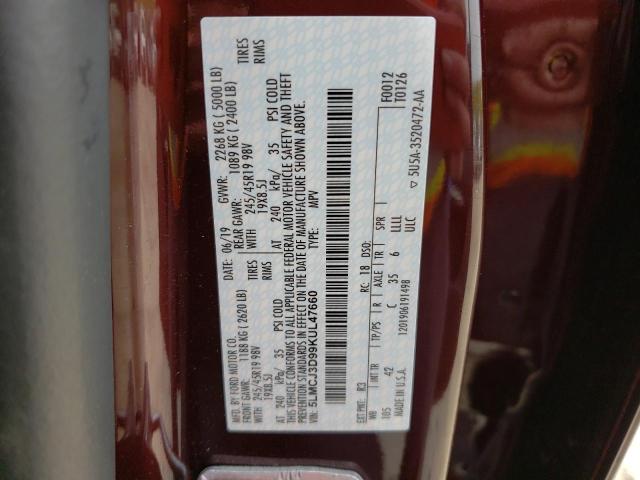 MFD. BY FORD MOTOR CO. DATE: 06/19 GVWR: 2268 KG ( 5000 LB)
FRONT GAWR: 1188 KG ( 2620 LB) REAR GAWR: 1089 KG ( 2400 LB)
WITH 245/45R19 98V TIRES WITH 245/45R19 98V TIRES
19X8.5J RIMS 19X8.5J RIMS
AT 240 kPa/ 35 PSI COLD AT 240 kPa/ 35 PSI COLD
THIS VEHICLE CONFORMS TO ALL APPLICABLE FEDERAL MOTOR VEHICLE SAFETY AND THEFT
PREVENTION STANDARDS IN EFFECT ON THE DATE OF MANUFACTURE SHOWN ABOVE.
VIN: 5LMCJ3D99KUL47660 TYPE: MPV
F0012
T0126
EXT PNT: R3 RC: 18 DSO:
WB INT TR TP/PS R AXLE TR SPR
105 42 C 35 6 LLLL
ULC
MADE IN U.S.A. 1201906191498
▽ 5U5A-3520472-AA